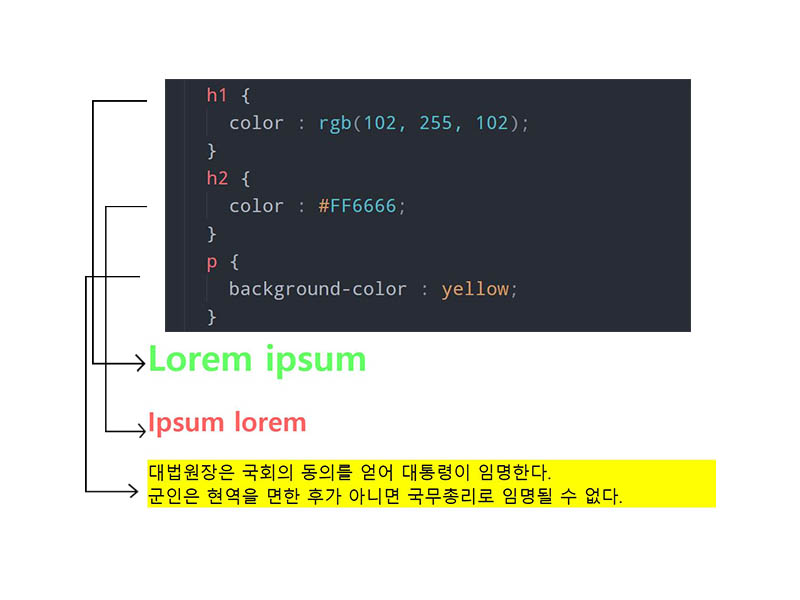 h1 {
color : rgb(102, 255, 102);
}
h2 {
color : #FF6666;
}
p {
background-color : yellow;
}
Lorem ipsum
Ipsum lorem
대법원장은 국회의 동의를 얻어 대통령이 임명한다.
군인은 현역을 면한 후가 아니면 국무총리로 임명될 수 없다.